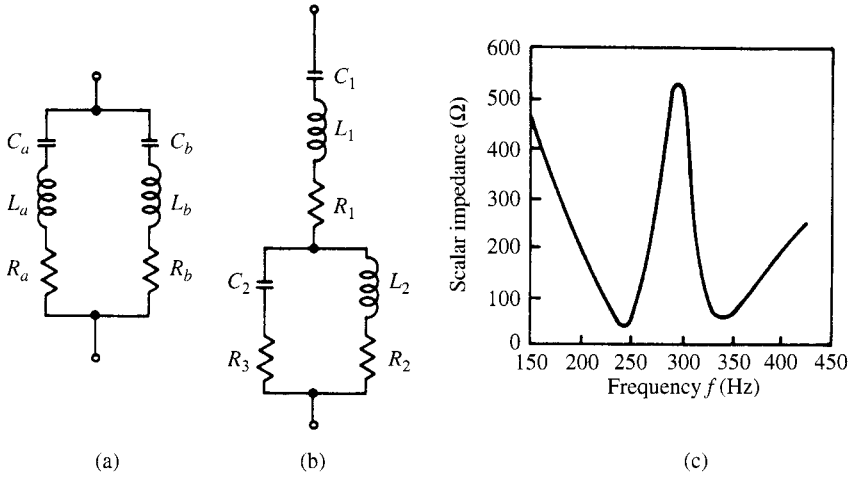 C_a
C_b
L_a
L_b
R_a
R_b
(a)
C_1
L_1
R_1
C_2
L_2
R_3
R_2
(b)
Scalar impedance (Ω)
600
500
400
300
200
100
0
150 200 250 300 350 400 450
Frequency f (Hz)
(c)